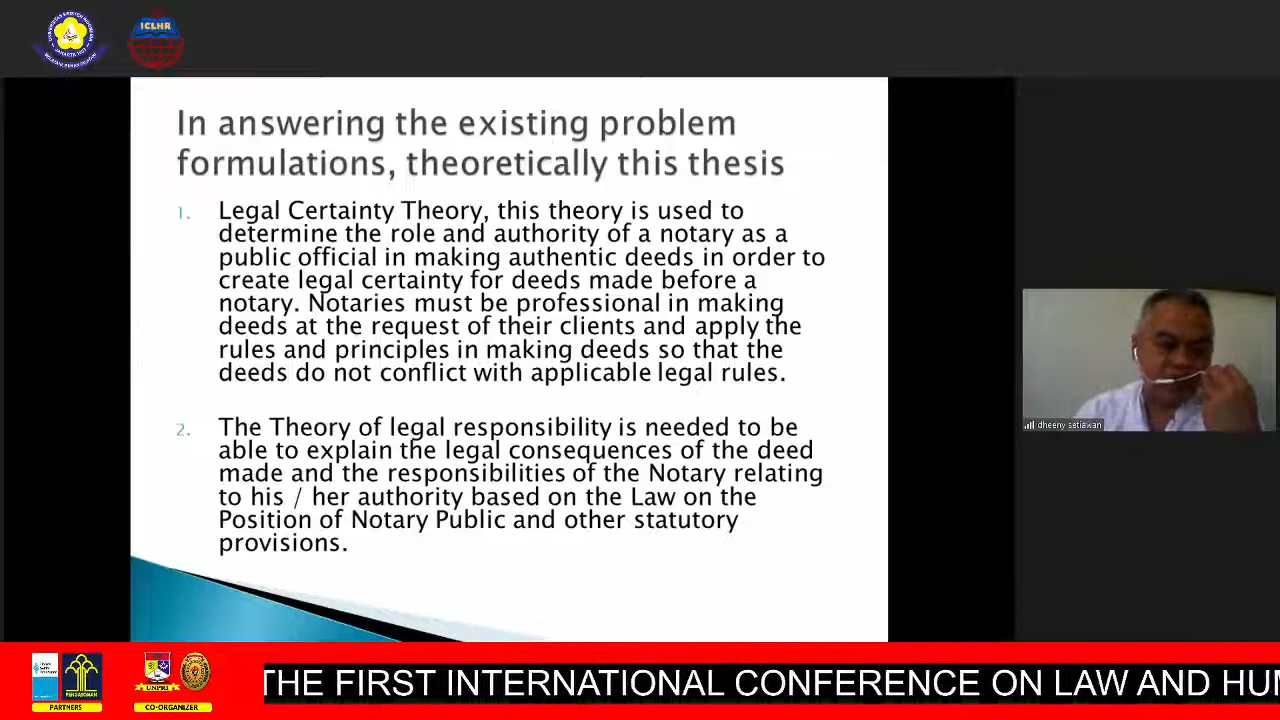 ICLHR
In answering the existing problem
formulations, theoretically this thesis
1. Legal Certainty Theory, this theory is used to
determine the role and authority of a notary as a
public official in making authentic deeds in order to
create legal certainty for deeds made before a
notary. Notaries must be professional in making
deeds at the request of their clients and apply the
rules and principles in making deeds so that the
deeds do not conflict with applicable legal rules.
2. The Theory of legal responsibility is needed to be
able to explain the legal consequences of the deed
made and the responsibilities of the Notary relating
to his / her authority based on the Law on the
Position of Notary Public and other statutory
provisions.
dheeny setiawan
PENGAYOMAN
UNPRI
PARTNERS
CO-ORGANIZER
THE FIRST INTERNATIONAL CONFERENCE ON LAW AND HUM